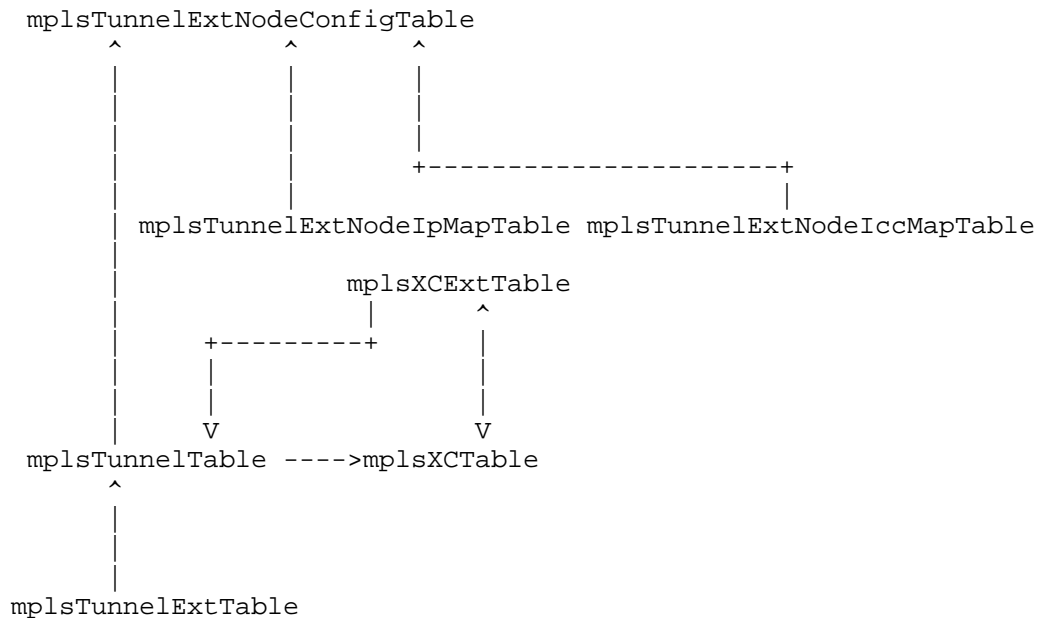 mplsTunnelExtNodeConfigTable
mplsTunnelExtNodeIpMapTable mplsTunnelExtNodeIccMapTable
mplsXCExtTable
V V
mplsTunnelTable ---->mplsXCTable
mplsTunnelExtTable